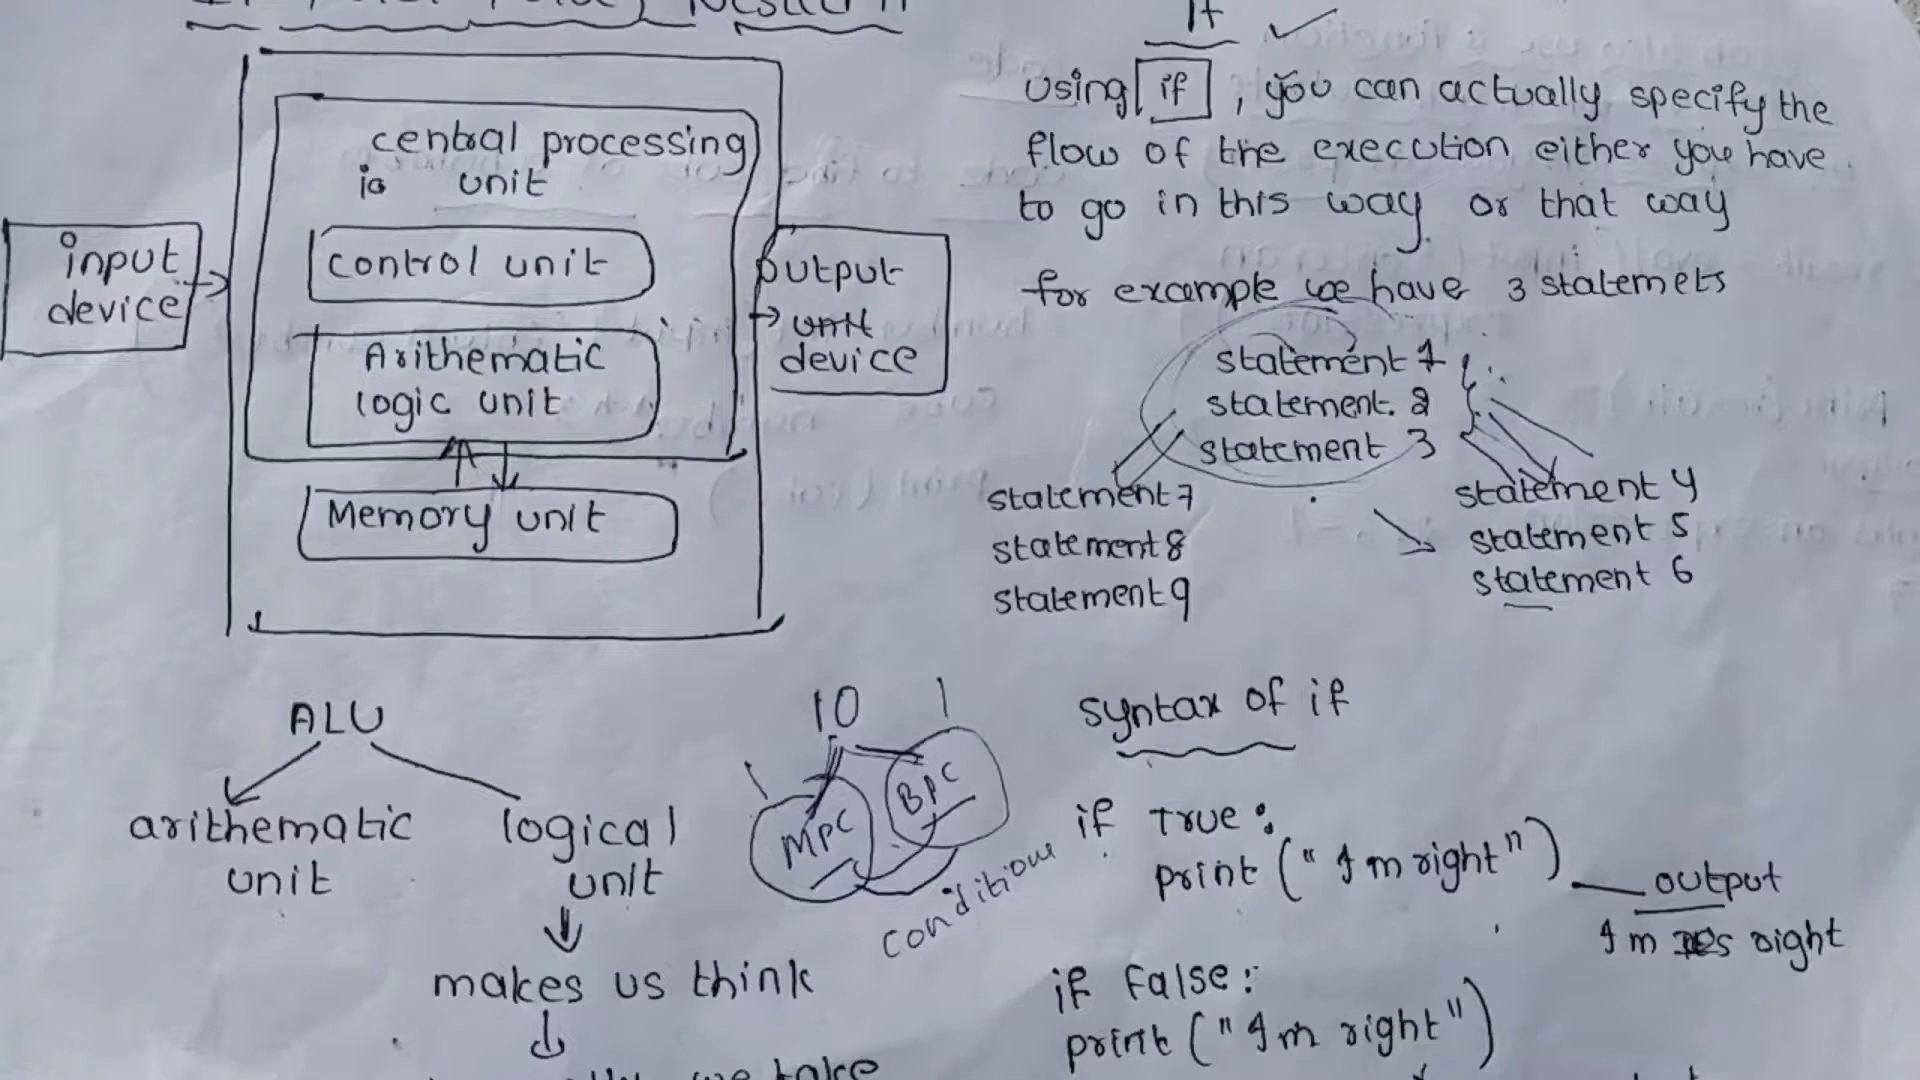 central processing
unit
input
device
control unit
Arithematic
logic unit
Memory unit
output
unit
device
ALU
arithematic
unit
logical
unit
makes us think
we take
10
MPC
BPC
conditions
If
using if, you can actually specify the
flow of the execution either you have
to go in this way or that way
for example we have 3 statemets
statement 1
statement. 2
statement 3
statement 7
statement 8
statement 9
statement 4
statement 5
statement 6
syntax of if
if True:
print ("I m right")
output
I m right
if False:
print ("I m right")